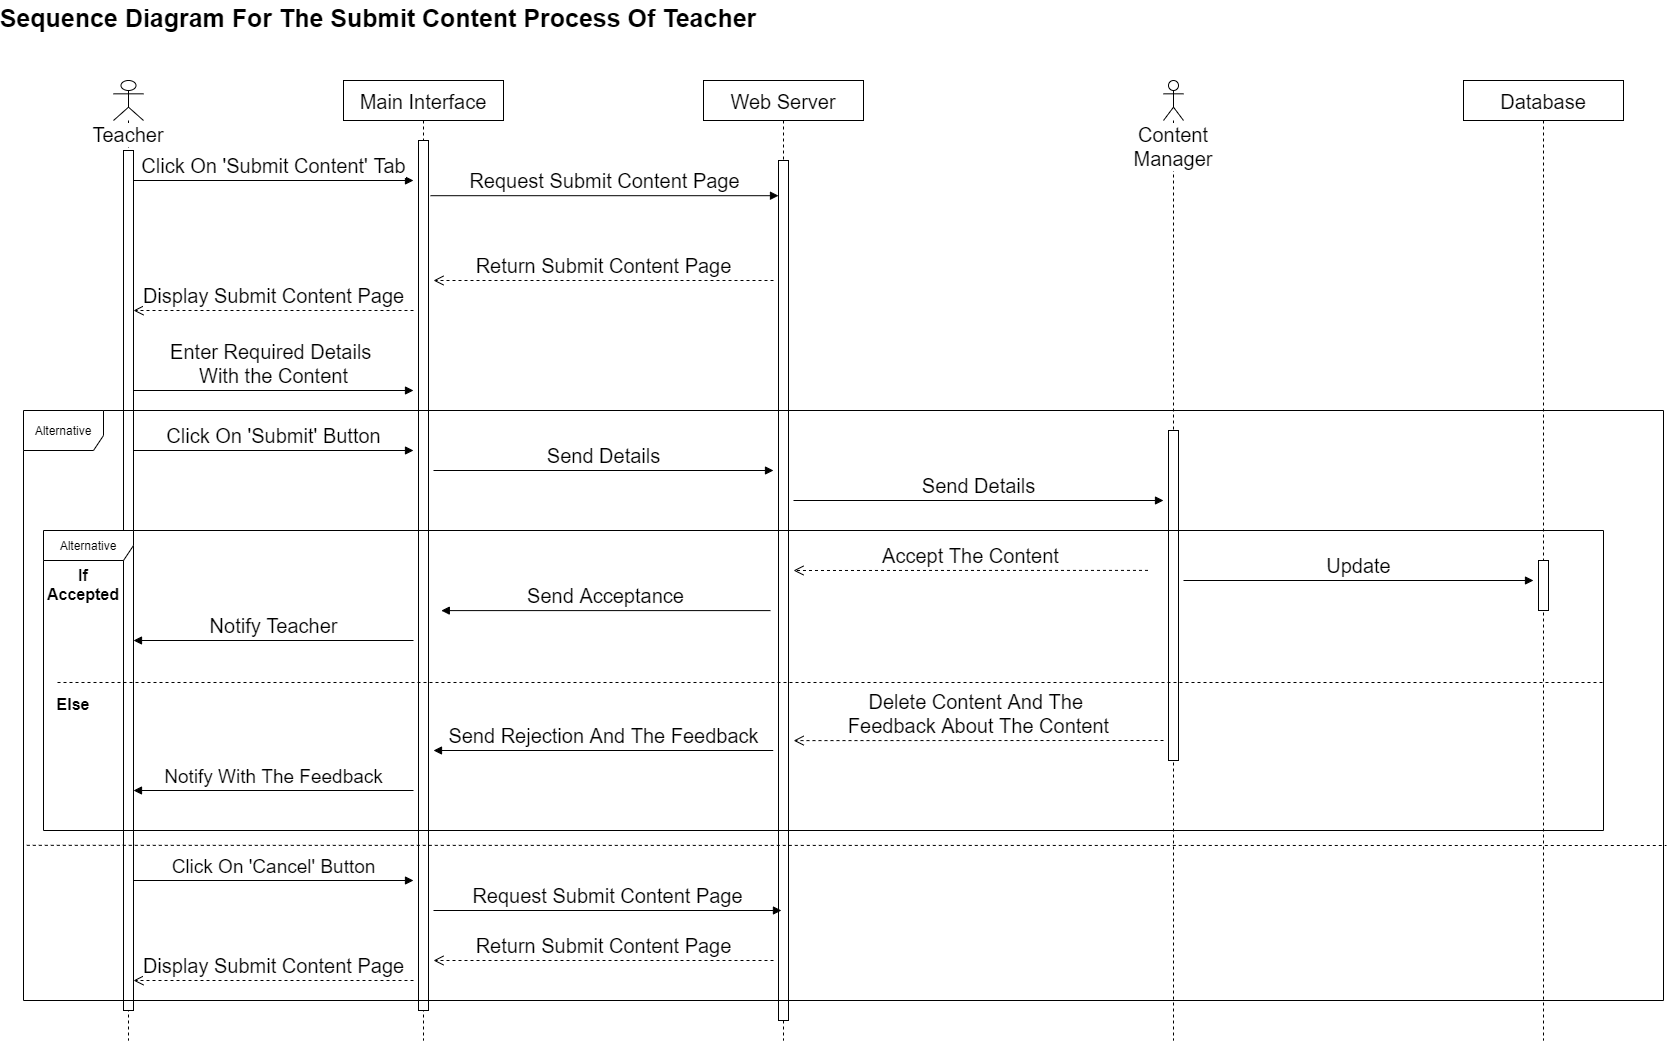 Sequence Diagram For The Submit Content Process Of Teacher
Teacher
Main Interface
Web Server
Content
Manager
Database
Click On 'Submit Content' Tab
Request Submit Content Page
Return Submit Content Page
Display Submit Content Page
Enter Required Details
With the Content
Alternative
Click On 'Submit' Button
Send Details
Send Details
Alternative
If
Accepted
Accept The Content
Update
Send Acceptance
Notify Teacher
Else
Delete Content And The
Feedback About The Content
Send Rejection And The Feedback
Notify With The Feedback
Click On 'Cancel' Button
Request Submit Content Page
Return Submit Content Page
Display Submit Content Page